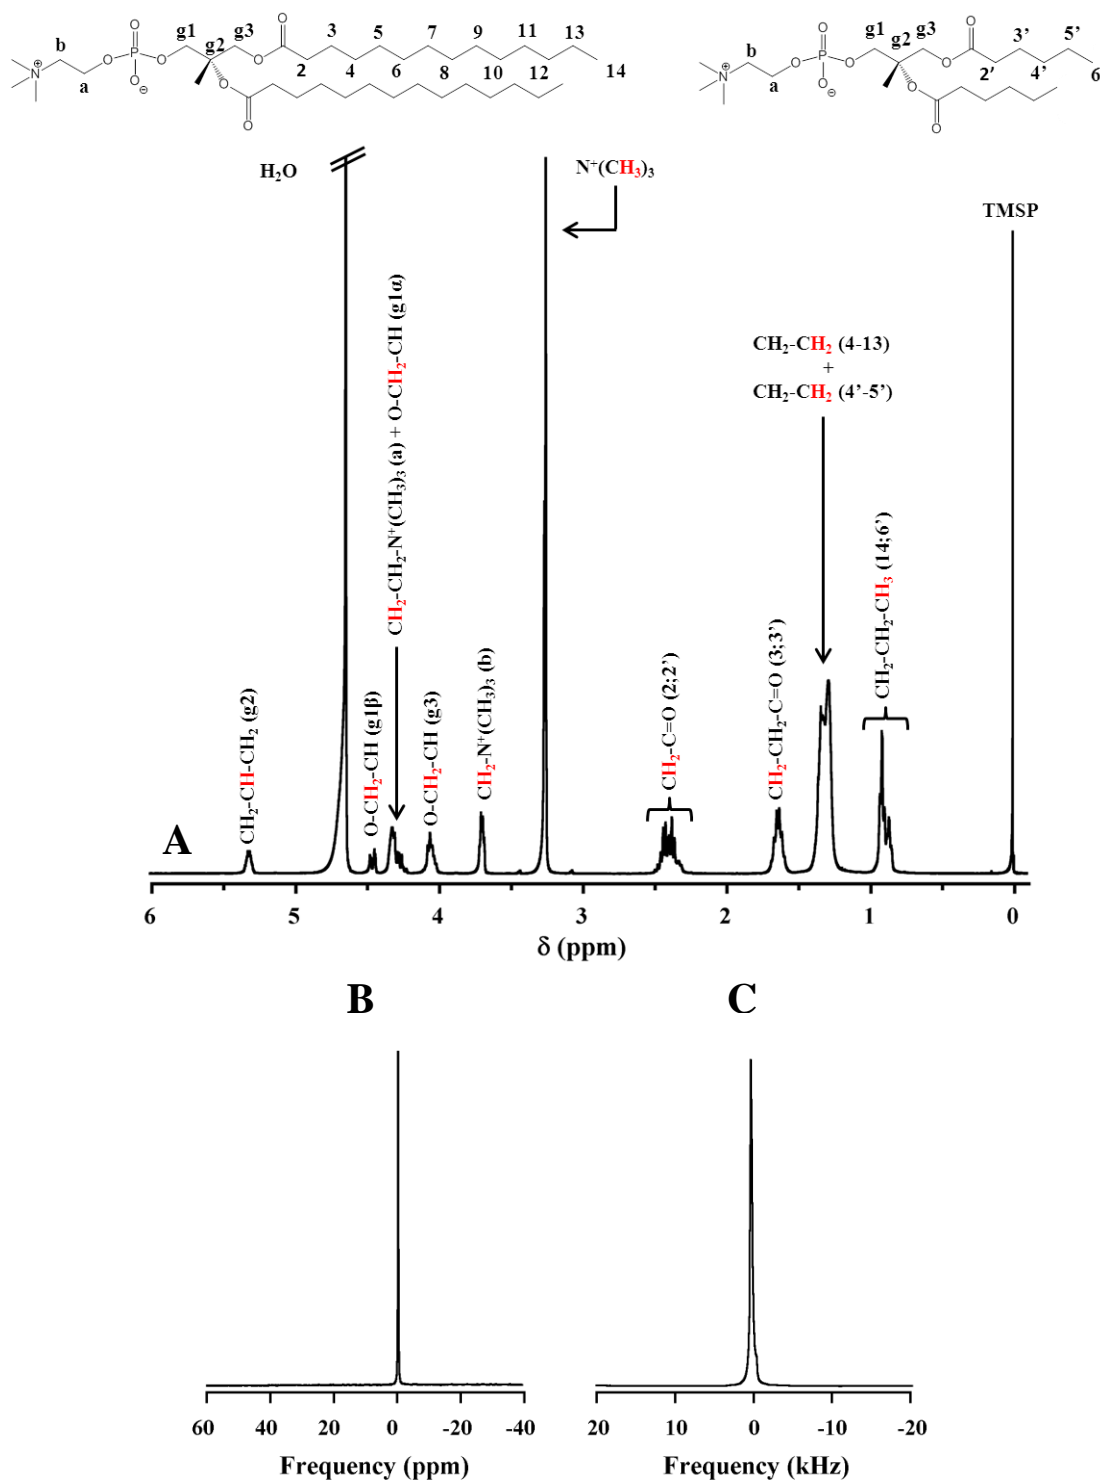 g1 g3 3 5 7 9 11 13
b g2
a 2 4 6 8 10 12 14
O O
O P O O
N+ O⊖ O
O
g1 g3 3’ 5’
b g2
a 2’ 4’ 6
O O
O P O O
N+ O⊖ O
O
H₂O
N⁺(CH₃)₃
TMSP
CH₂-CH-CH₂ (g2)
O-CH₂-CH (g1β)
CH₂-CH₂-N⁺(CH₃)₃ (a) + O-CH₂-CH (g1α)
O-CH₂-CH (g3)
CH₂-N⁺(CH₃)₃ (b)
CH₂-C=O (2;2’)
CH₂-CH₂-C=O (3;3’)
CH₂-CH₂ (4-13)
+
CH₂-CH₂ (4’-5’)
CH₂-CH₂-CH₃ (14;6’)
A
6 5 4 3 2 1 0
δ (ppm)
B
60 40 20 0 -20 -40
Frequency (ppm)
C
20 10 0 -10 -20
Frequency (kHz)